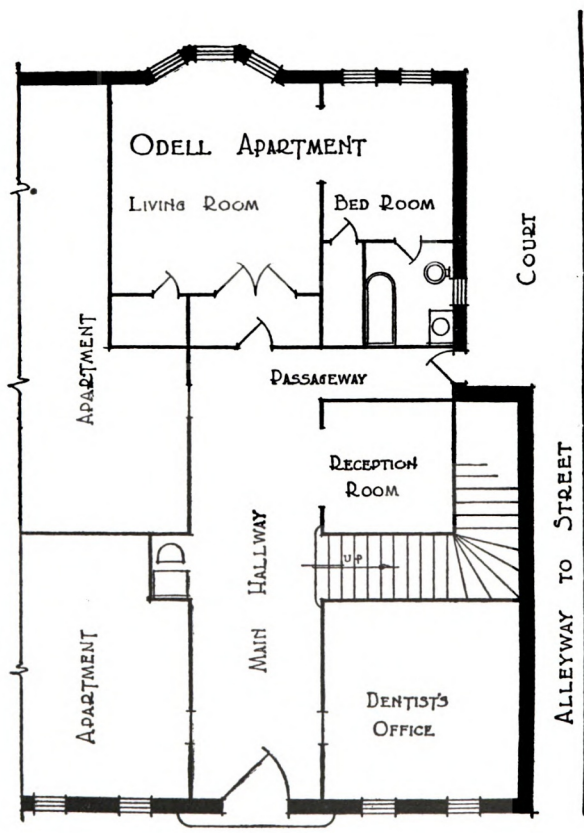 ODELL APARTMENT
LIVING ROOM
BED ROOM
COURT
PASSAGEWAY
APARTMENT
RECEPTION
ROOM
UP
MAIN HALLWAY
ALLEYWAY TO STREET
APARTMENT
DENTIST'S
OFFICE